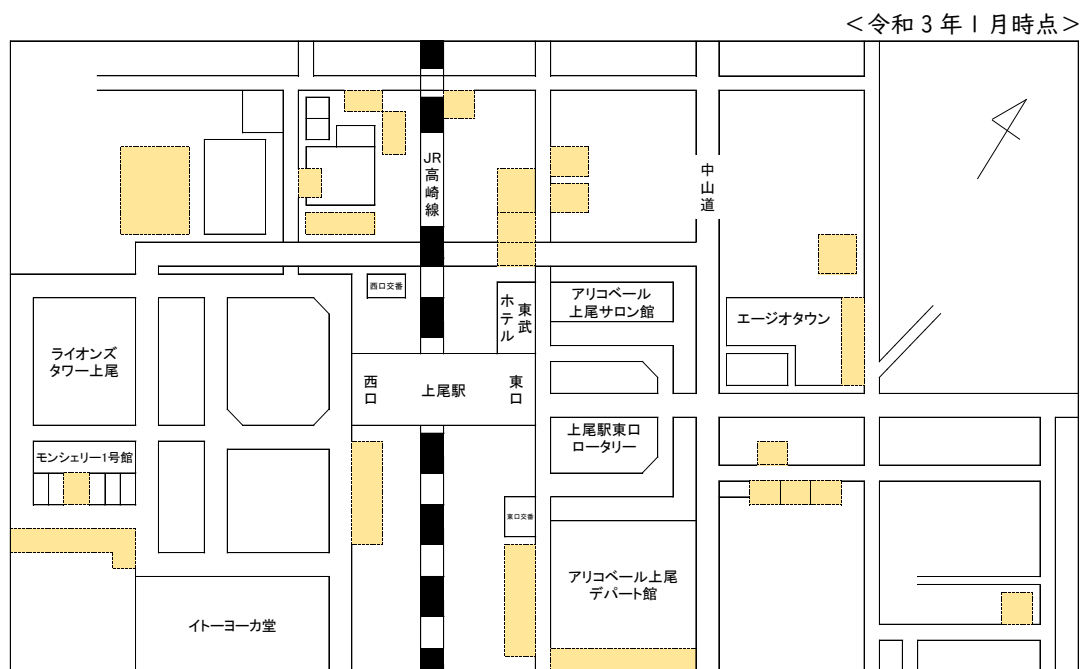 ＜令和３年１月時点＞
JR高崎線
中山道
西口交番
東武
ホテル
アリコベール
上尾サロン館
エージオタウン
ライオンズ
タワー上尾
西口
上尾駅
東口
上尾駅東口
ロータリー
モンシェリー1号館
東口交番
アリコベール上尾
デパート館
イトーヨーカ堂